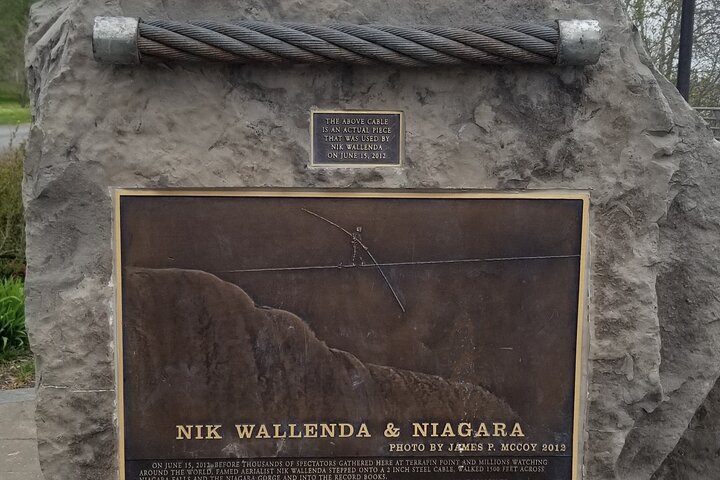 THE ABOVE CABLE
IS AN ACTUAL PIECE
THAT WAS USED BY
NIK WALLENDA
ON JUNE 15, 2012
NIK WALLENDA & NIAGARA
PHOTO BY JAMES P. MCCOY 2012
ON JUNE 15, 2012, BEFORE THOUSANDS OF SPECTATORS GATHERED HERE AT TERRAPIN POINT AND MILLIONS WATCHING
AROUND THE WORLD, FAMED AERIALIST NIK WALLENDA STEPPED ONTO A 2 INCH STEEL CABLE, WALKED 1500 FEET ACROSS
NIAGARA FALLS AND THE NIAGARA GORGE AND INTO THE RECORD BOOKS.